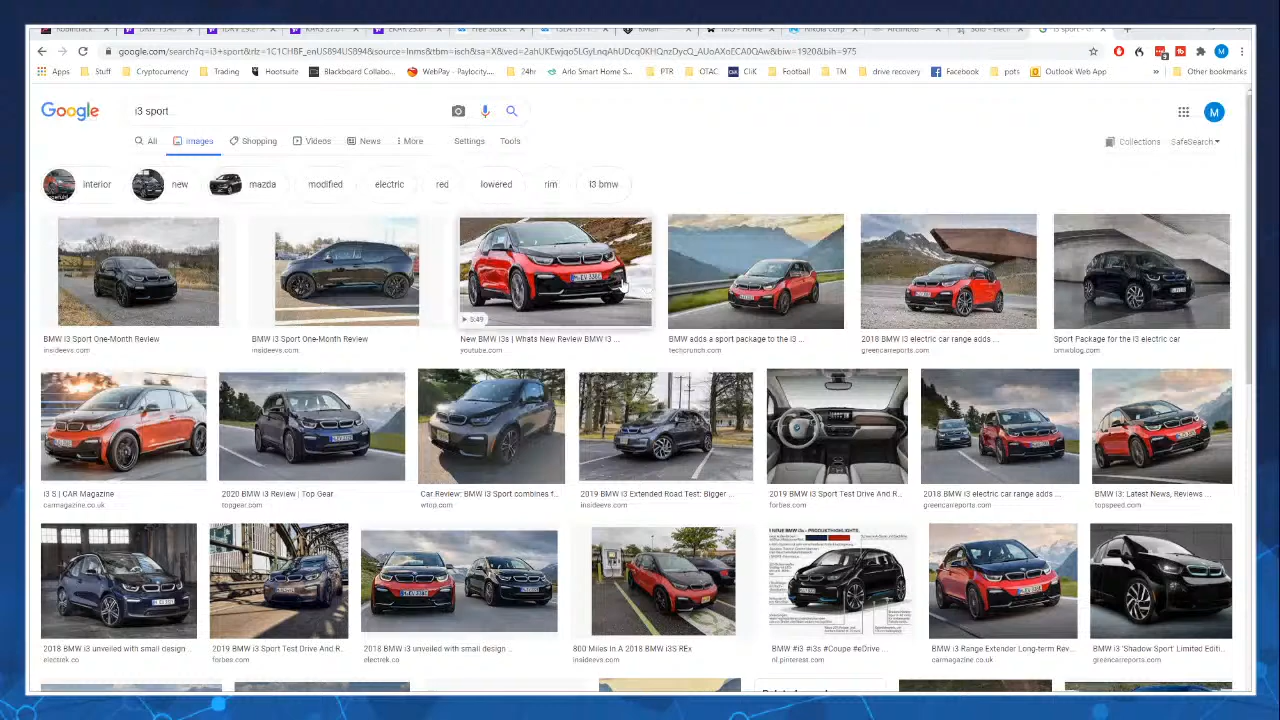 google.com/search?q=i3+sport&rlz=1C1CHBF_enUS894US894&source=lnms&tbm=isch&sa=X&ved=2ahUKEwjqo5LGyLnqAhUDcq0KHQnzDycQ_AUoAXoECA0QAw&biw=1920&bih=975
Apps Stuff Cryptocurrency Trading Hootsuite Blackboard Collabo... WebPay - Paylocity... 24hr Arlo Smart Home S... PTR OTAC CliK Football TM drive recovery Facebook pots Outlook Web App » Other bookmarks
Google i3 sport M
All Images Shopping Videos News More Settings Tools Collections SafeSearch
interior new mazda modified electric red lowered rim i3 bmw
5:49
BMW i3 Sport One-Month Review
insideevs.com
BMW i3 Sport One-Month Review
insideevs.com
New BMW i3s | Whats New Review BMW I3 ...
youtube.com
BMW adds a sport package to the i3 ...
techcrunch.com
2018 BMW i3 electric car range adds ...
greencarreports.com
Sport Package for the i3 electric car
bmwblog.com
i3 S | CAR Magazine
carmagazine.co.uk
2020 BMW i3 Review | Top Gear
topgear.com
Car Review: BMW i3 Sport combines f...
wtop.com
2019 BMW i3 Extended Road Test: Bigger ...
insideevs.com
2019 BMW i3 Sport Test Drive And R...
forbes.com
2018 BMW i3 electric car range adds ...
greencarreports.com
BMW i3: Latest News, Reviews ...
topspeed.com
2018 BMW i3 unveiled with small design
electrek.co
2019 BMW i3 Sport Test Drive And R...
forbes.com
2018 BMW i3 unveiled with small design ...
electrek.co
800 Miles In A 2018 BMW i3S REx
insideevs.com
BMW #i3 #i3s #Coupe #eDrive ...
nl.pinterest.com
BMW i3 Range Extender Long-term Rev...
carmagazine.co.uk
BMW i3 'Shadow Sport' Limited Editi...
greencarreports.com